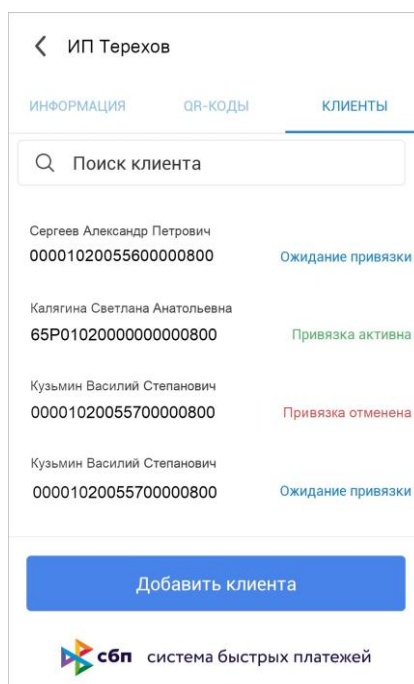 ИП Терехов
ИНФОРМАЦИЯ QR-КОДЫ КЛИЕНТЫ
Поиск клиента
Сергеев Александр Петрович
00001020055600000800 Ожидание привязки
Калягина Светлана Анатольевна
65P01020000000000800 Привязка активна
Кузьмин Василий Степанович
00001020055700000800 Привязка отменена
Кузьмин Василий Степанович
00001020055700000800 Ожидание привязки
Добавить клиента
сбп система быстрых платежей